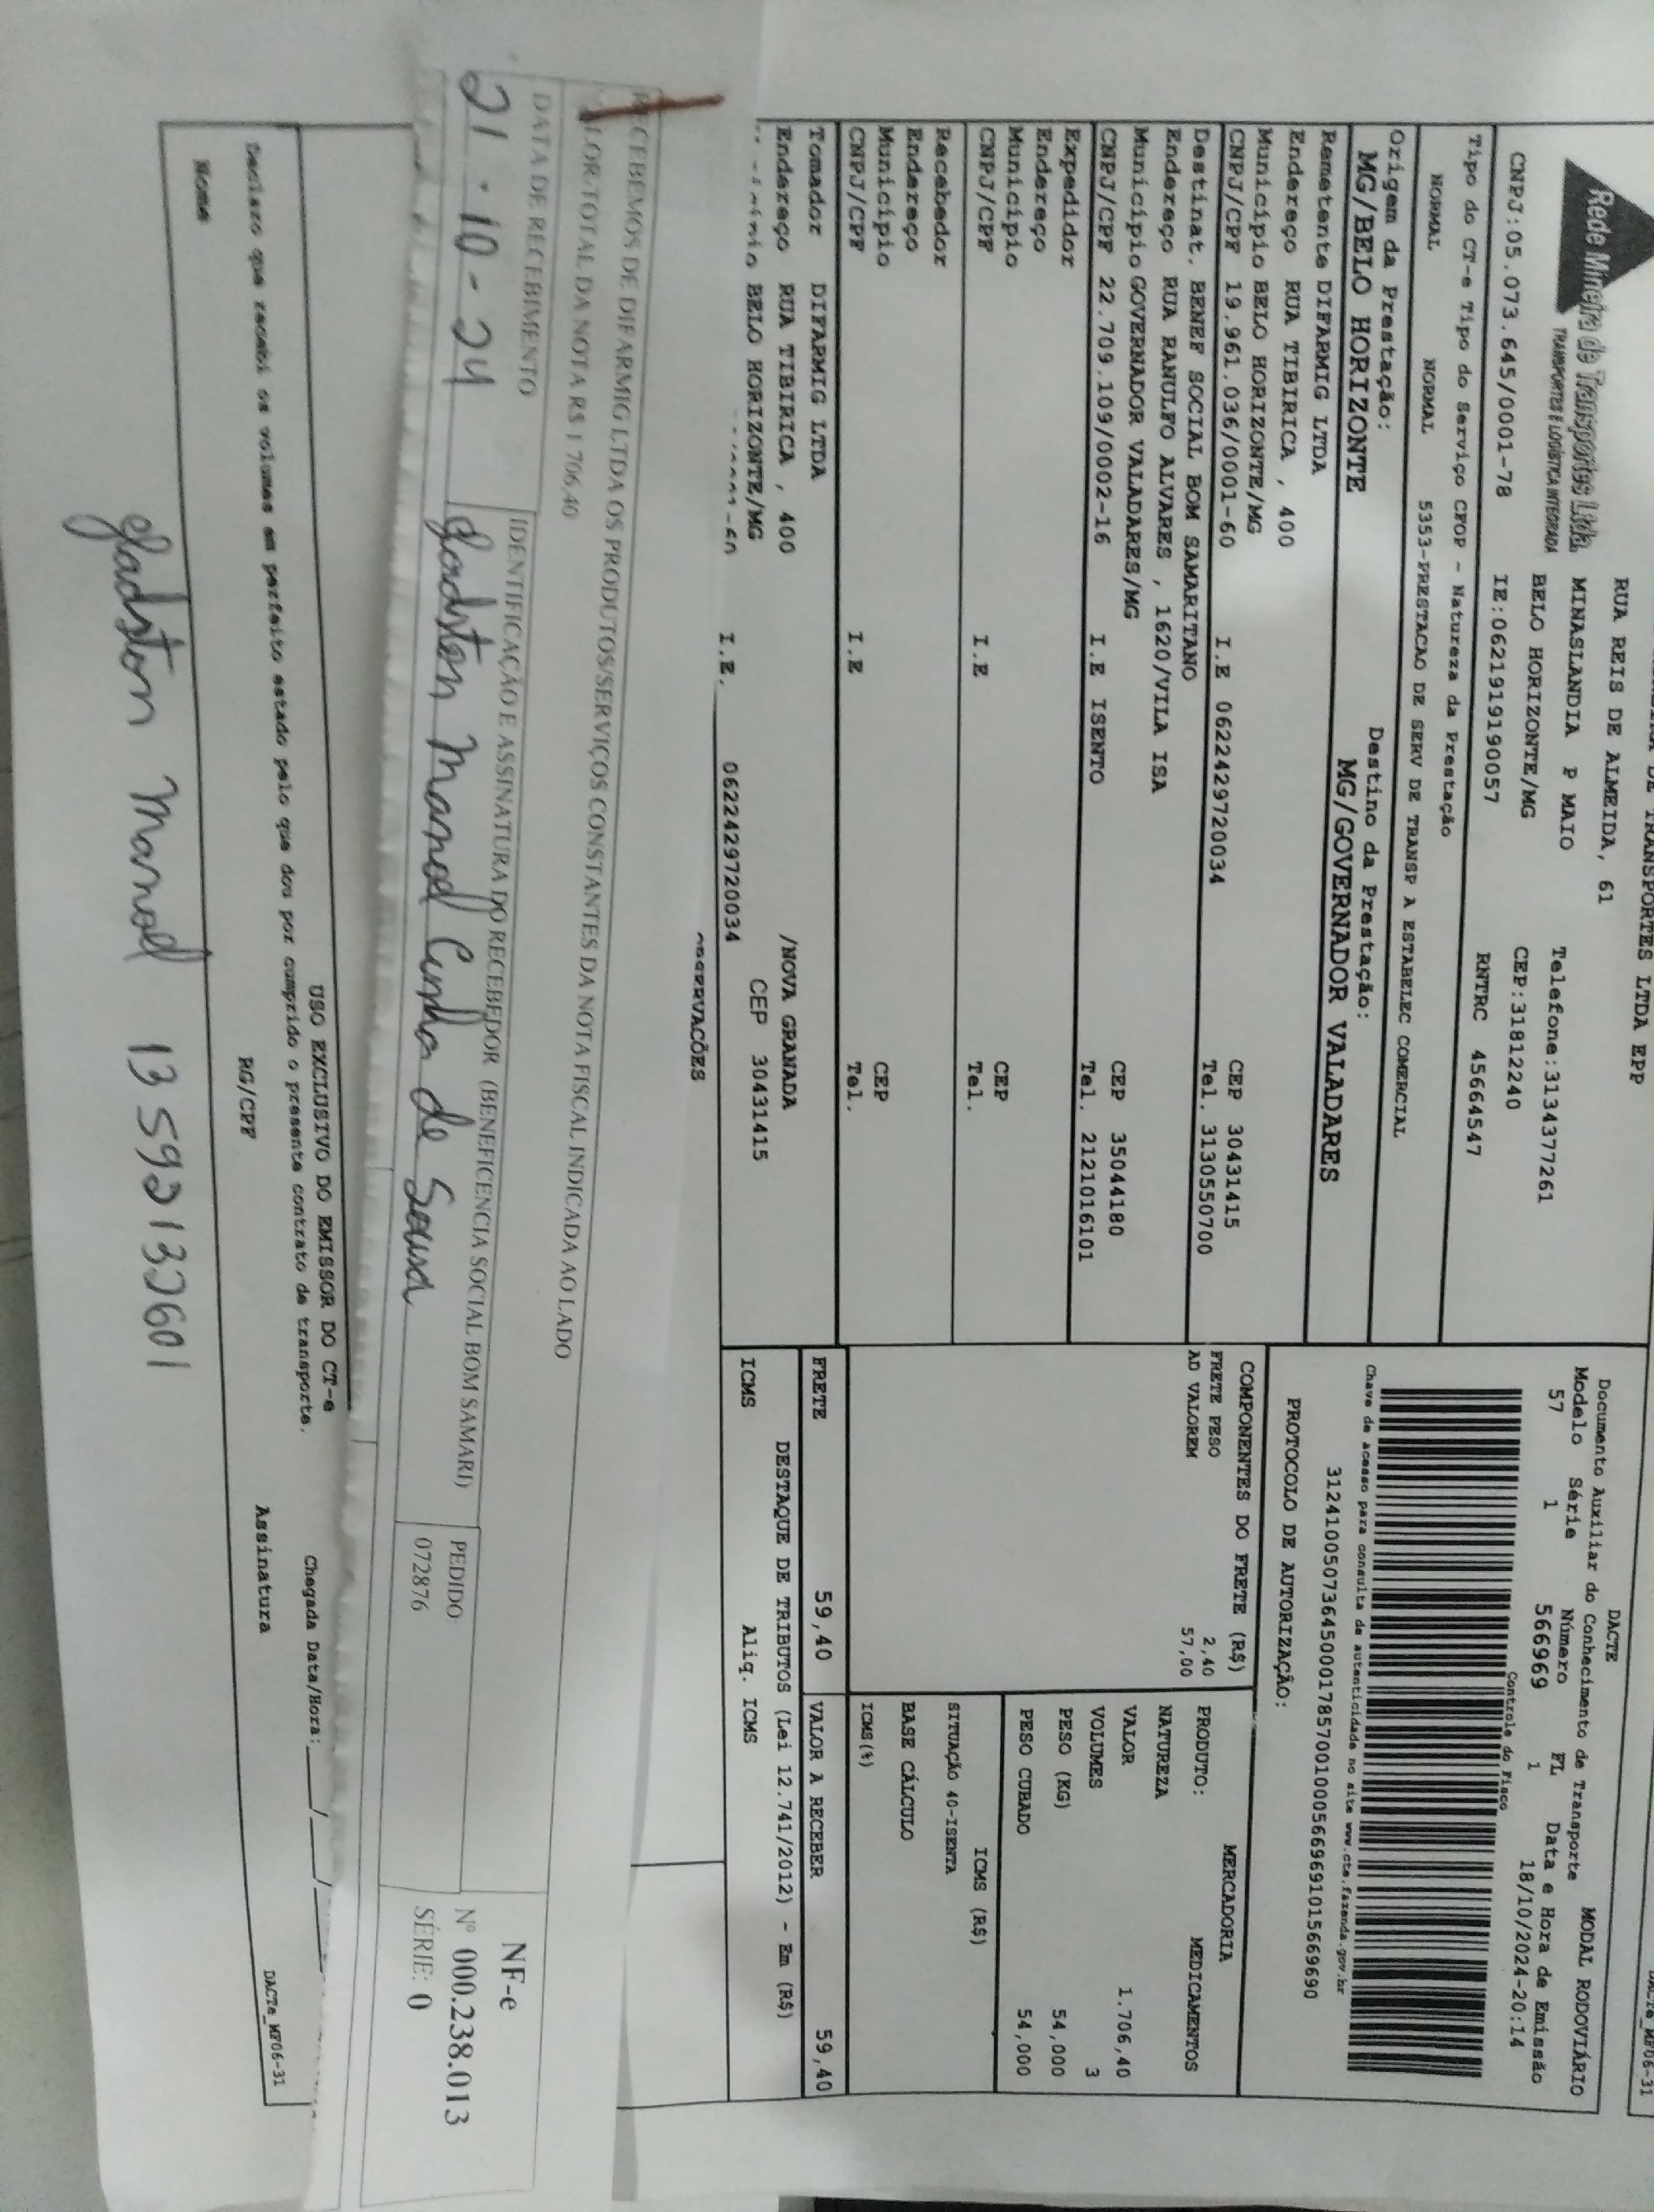 DACTe_MF06-31
DE TRANSPORTES LTDA EPP
RUA REIS DE ALMEIDA, 61
MINASLANDIA P MAIO
Telefone:3134377261
BELO HORIZONTE/MG
CEP:31812240
IE:0621919190057
RNTRC 45664547
Rede Mineira de Transportes Ltda.
TRANSPORTES E LOGÍSTICA INTEGRADA
CNPJ:05.073.645/0001-78
DACTE
MODAL RODOVIÁRIO
Documento Auxiliar do Conhecimento de Transporte
Modelo Série Número FL Data e Hora de Emissão
57 1 566969 1 18/10/2024-20:14
Controle do Fisco
Chave de acesso para consulta de autenticidade no site www.cte.fazenda.gov.br
31241005073645000178570010005669691015669690
PROTOCOLO DE AUTORIZAÇÃO:
Tipo do CT-e Tipo do Serviço CFOP - Natureza da Prestação
NORMAL NORMAL 5353-PRESTACAO DE SERV DE TRANSP A ESTABELEC COMERCIAL
Origem da Prestação: Destino da Prestação:
MG/BELO HORIZONTE MG/GOVERNADOR VALADARES
Remetente DIFARMIG LTDA
Endereço RUA TIBIRICA , 400
Município BELO HORIZONTE/MG CEP 30431415
CNPJ/CPF 19.961.036/0001-60 I.E 0622429720034 Tel. 3130550700
Destinat. BENEF SOCIAL BOM SAMARITANO
Endereço RUA RANULFO ALVARES , 1620/VILA ISA
Município GOVERNADOR VALADARES/MG CEP 35044180
CNPJ/CPF 22.709.109/0002-16 I.E ISENTO Tel. 2121016101
Expedidor
Endereço
Município CEP
CNPJ/CPF I.E Tel.
Recebedor
Endereço
Município CEP
CNPJ/CPF I.E Tel.
Tomador DIFARMIG LTDA
Endereço RUA TIBIRICA , 400 /NOVA GRANADA
BELO HORIZONTE/MG CEP 30431415
I.E. 0622429720034
COMPONENTES DO FRETE (R$)
FRETE PESO 2,40
AD VALOREM 57,00
MERCADORIA
PRODUTO: MEDICAMENTOS
NATUREZA
VALOR 1.706,40
VOLUMES 3
PESO (KG) 54,000
PESO CUBADO 54,000
ICMS (R$)
SITUAÇÃO 40-ISENTA
BASE CÁLCULO
ICMS(%)
FRETE 59,40 VALOR A RECEBER 59,40
DESTAQUE DE TRIBUTOS (Lei 12.741/2012) - Em (R$)
ICMS Aliq. ICMS
RECEBEMOS DE DIFARMIG LTDA OS PRODUTOS/SERVIÇOS CONSTANTES DA NOTA FISCAL INDICADA AO LADO
VALOR TOTAL DA NOTA R$ 1 706,40
DATA DE RECEBIMENTO
21-10-24
IDENTIFICAÇÃO E ASSINATURA DO RECEBEDOR (BENEFICENCIA SOCIAL BOM SAMARI)
Gladston Manoel Cunha de Sousa
PEDIDO
072876
NF-e
N° 000.238.013
SÉRIE: 0
USO EXCLUSIVO DO EMISSOR DO CT-e
Declaro que recebi os volumes em perfeito estado pelo que dou por cumprido o presente contrato de transporte.
Chegada Data/Hora:___/___/___
Nome RG/CPF Assinatura
DACTe_MF06-31
Gladston Manoel 13592137601